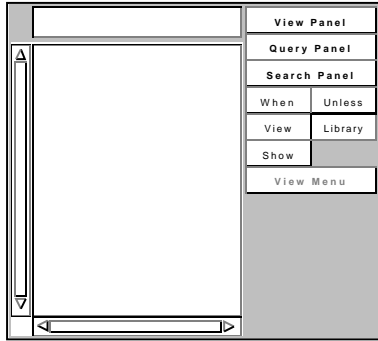 View Panel
Query Panel
Search Panel
When Unless
View Library
Show
View Menu